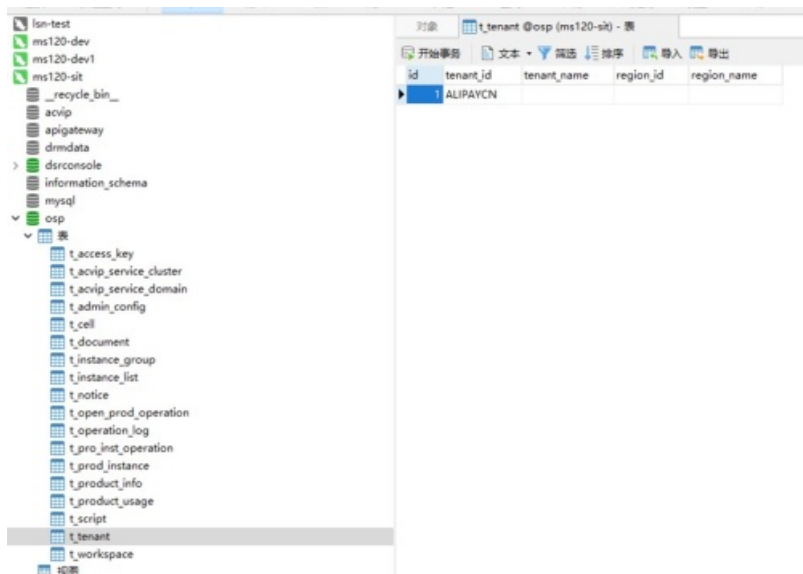 lsn-test
ms120-dev
ms120-dev1
ms120-sit
__recycle_bin__
acvip
apigateway
drmdata
dsrconsole
information_schema
mysql
osp
表
t_access_key
t_acvip_service_cluster
t_acvip_service_domain
t_admin_config
t_cell
t_document
t_instance_group
t_instance_list
t_notice
t_open_prod_operation
t_operation_log
t_pro_inst_operation
t_prod_instance
t_product_info
t_product_usage
t_script
t_tenant
t_workspace
视图
对象 t_tenant @osp (ms120-sit) - 表
开始事务 文本 筛选 排序 导入 导出
id tenant_id tenant_name region_id region_name
1 ALIPAYCN